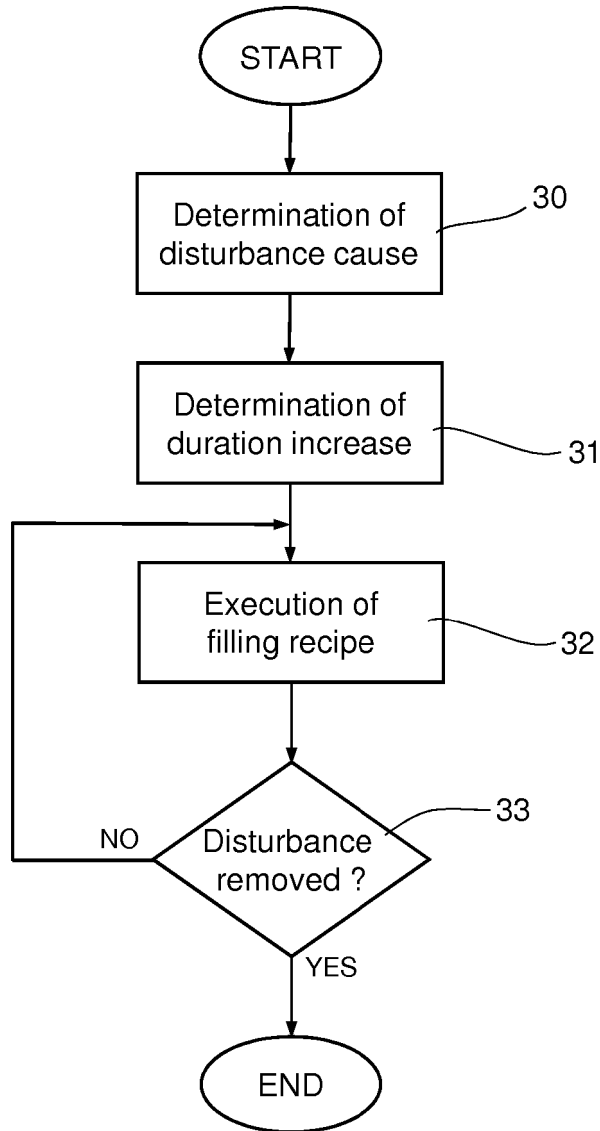 START
Determination of
disturbance cause
30
Determination of
duration increase
31
Execution of
filling recipe
32
33
Disturbance
removed ?
NO
YES
END